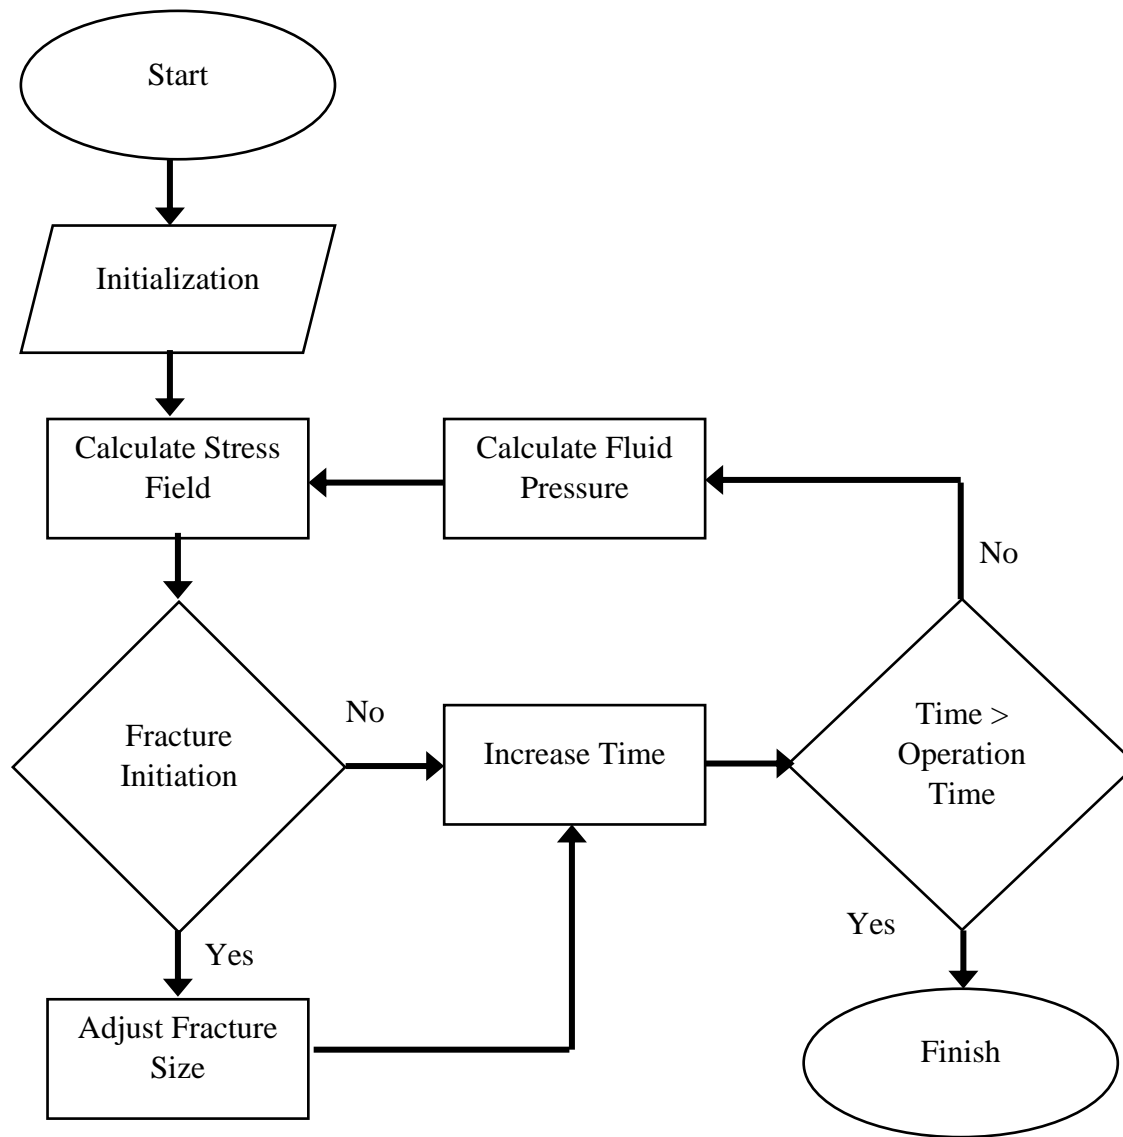 Start
Initialization
Calculate Stress
Field
Calculate Fluid
Pressure
No
Fracture
Initiation
No
Increase Time
Time >
Operation
Time
Yes
Yes
Adjust Fracture
Size
Finish